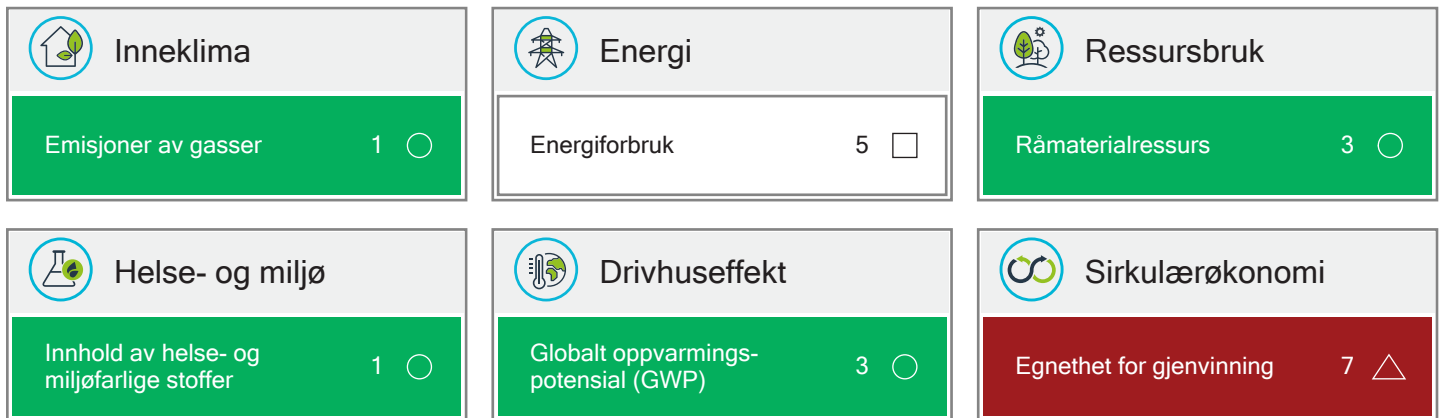 Inneklima
Emisjoner av gasser 1
Energi
Energiforbruk 5
Ressursbruk
Råmaterialressurs 3
Helse- og miljø
Innhold av helse- og
miljøfarlige stoffer 1
Drivhuseffekt
Globalt oppvarmings-
potensial (GWP) 3
Sirkulærøkonomi
Egnethet for gjenvinning 7